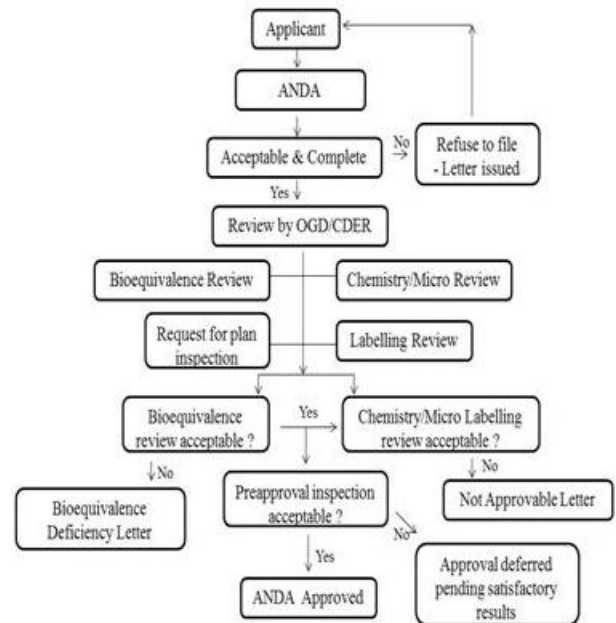 Applicant
ANDA
Acceptable & Complete
No
Refuse to file
- Letter issued
Yes
Review by OGD/CDER
Bioequivalence Review
Chemistry/Micro Review
Request for plan
inspection
Labelling Review
Bioequivalence
review acceptable ?
Yes
Chemistry/Micro Labelling
review acceptable ?
No
Bioequivalence
Deficiency Letter
Preapproval inspection
acceptable ?
No
Not Approvable Letter
Yes
ANDA Approved
No
Approval deferred
pending satisfactory
results